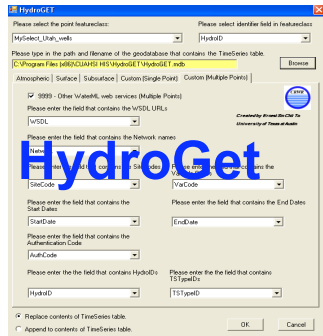 HydroGET
Please select the point featureclass:
Please select identifier field in featureclass
MySelect_Utah_wells
HydroID
Please type in the path and filename of the geodatabase that contains the TimeSeries table.
C:\Program Files (x86)\CUAHSI HIS\HydroGET\HydroGet.mdb
Browse
Atmospheric
Surface
Subsurface
Custom (Single Point)
Custom (Multiple Points)
9999 - Other WaterML web services (Multiple Points)
Please enter the field that contains the WSDL URLs
WSDL
University of Texas at Austin
Please enter the field that contains the Network names
HydroGet
SiteCode
VarCode
Please enter the field that contains the Start Dates
Please enter the field that contains the End Dates
StartDate
EndDate
Please enter the field that contains the Authentication Code
AuthCode
Please enter the the field that contains HydroIDs
Please enter the the field that contains TSTypeIDs
HydroID
TSTypeID
Replace contents of TimeSeries table.
Append to contents of TimeSeries table.
OK
Cancel